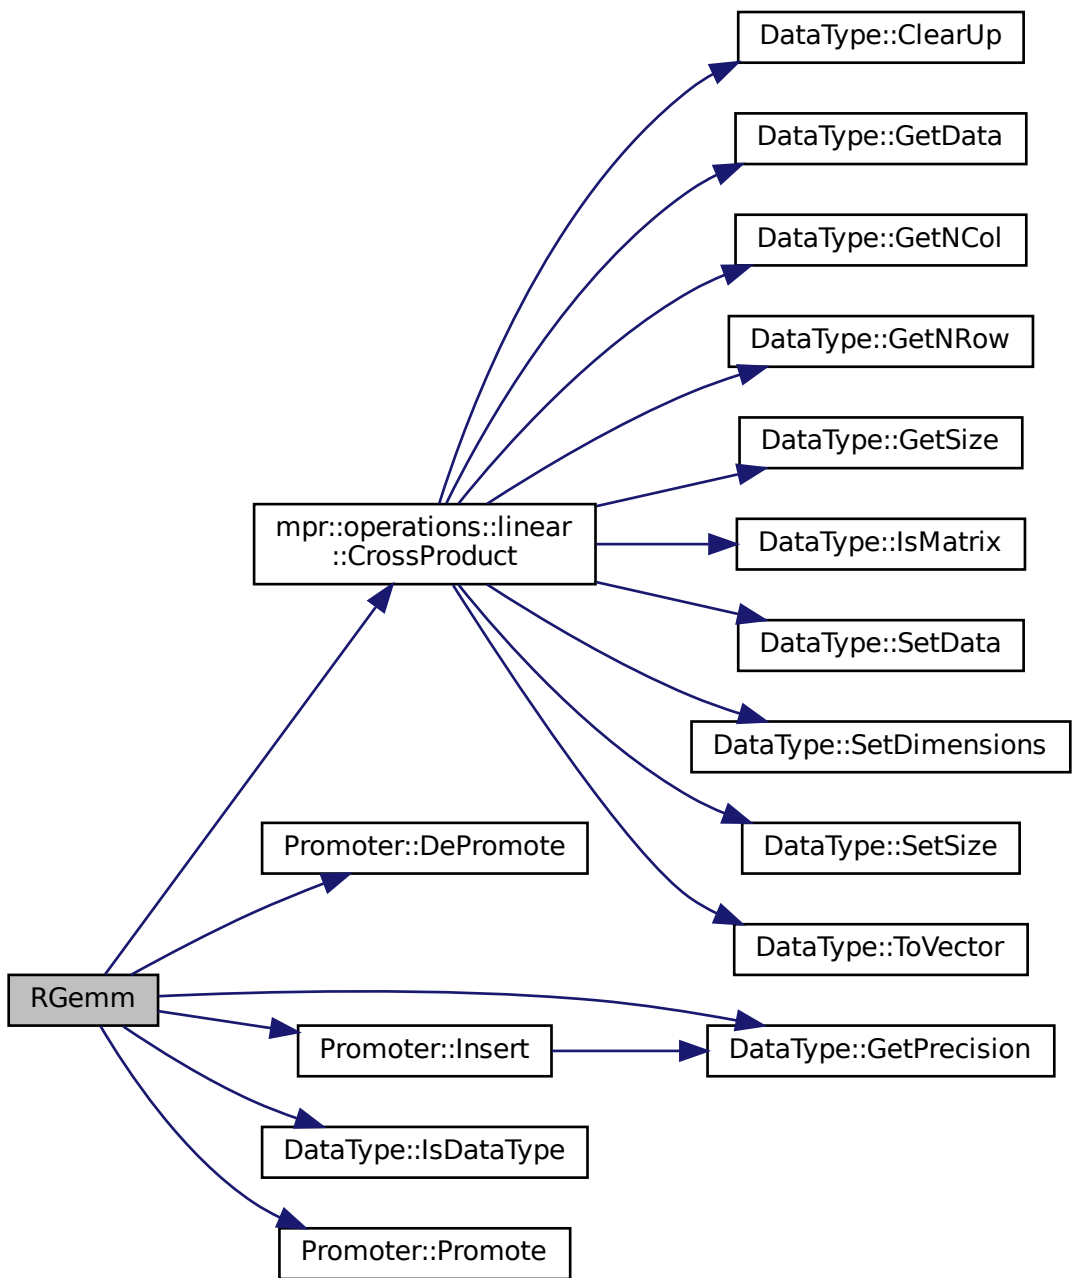 DataType::ClearUp
DataType::GetData
DataType::GetNCol
DataType::GetNRow
DataType::GetSize
mpr::operations::linear
::CrossProduct
DataType::IsMatrix
DataType::SetData
DataType::SetDimensions
Promoter::DePromote
DataType::SetSize
DataType::ToVector
RGemm
Promoter::Insert
DataType::GetPrecision
DataType::IsDataType
Promoter::Promote